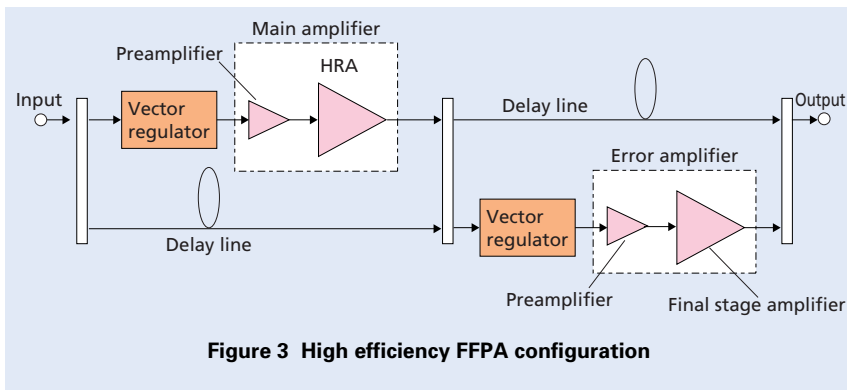 Main amplifier
Preamplifier
HRA
Input
Vector
regulator
Delay line
Output
Error amplifier
Delay line
Vector
regulator
Preamplifier
Final stage amplifier
Figure 3 High efficiency FFPA configuration